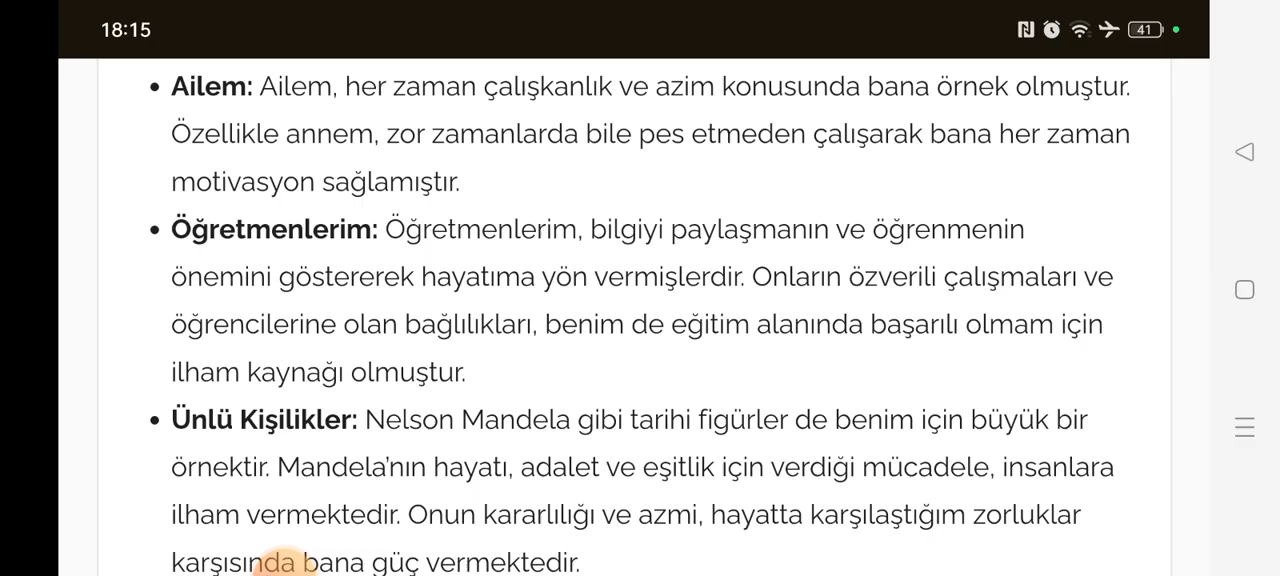 18:15
41
• Ailem: Ailem, her zaman çalışkanlık ve azim konusunda bana örnek olmuştur.
Özellikle annem, zor zamanlarda bile pes etmeden çalışarak bana her zaman
motivasyon sağlamıştır.
• Öğretmenlerim: Öğretmenlerim, bilgiyi paylaşmanın ve öğrenmenin
önemini göstererek hayatıma yön vermişlerdir. Onların özverili çalışmaları ve
öğrencilerine olan bağlılıkları, benim de eğitim alanında başarılı olmam için
ilham kaynağı olmuştur.
• Ünlü Kişilikler: Nelson Mandela gibi tarihi figürler de benim için büyük bir
örnektir. Mandela’nın hayatı, adalet ve eşitlik için verdiği mücadele, insanlara
ilham vermektedir. Onun kararlılığı ve azmi, hayatta karşılaştığım zorluklar
karşısında bana güç vermektedir.